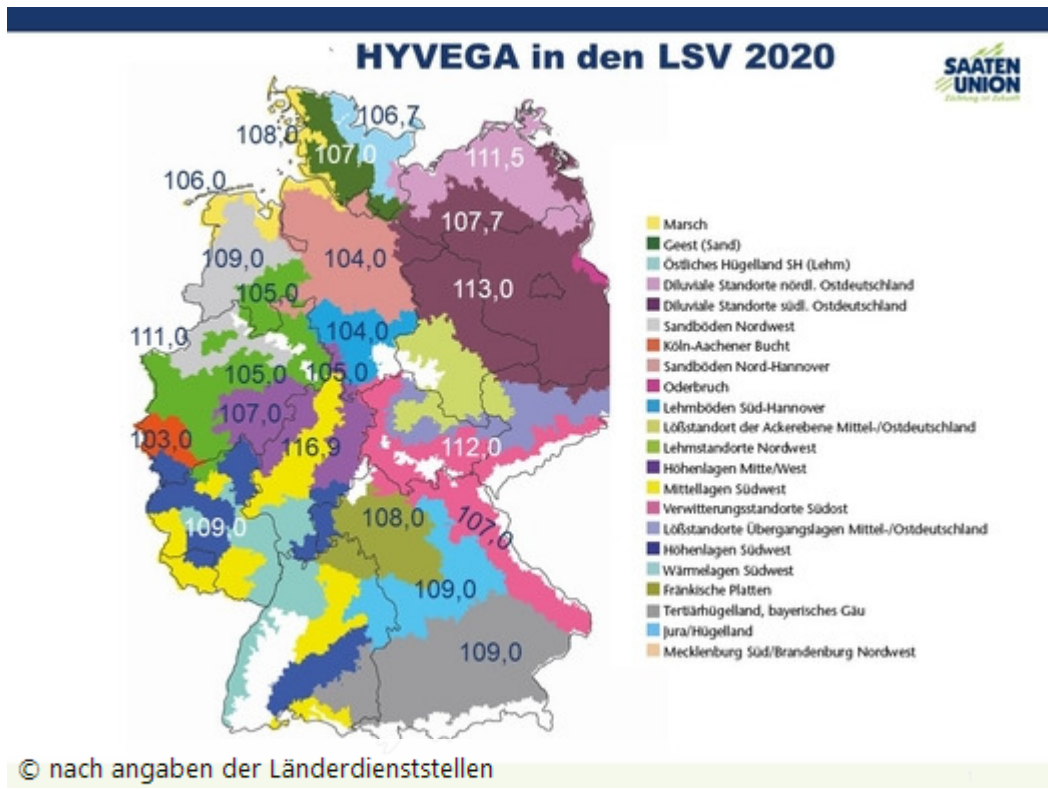 HYVEGA in den LSV 2020
SAATEN
UNION
Züchtung ist Zukunft
106,7
108,0
107,0
111,5
106,0
107,7
109,0
104,0
113,0
105,0
111,0
104,0
105,0
105,0
107,0
103,0
116,9
112,0
109,0
108,0
107,0
109,0
109,0
Marsch
Geest (Sand)
Östliches Hügelland SH (Lehm)
Diluviale Standorte nördl. Ostdeutschland
Diluviale Standorte südl. Ostdeutschland
Sandböden Nordwest
Köln-Aachener Bucht
Sandböden Nord-Hannover
Oderbruch
Lehmböden Süd-Hannover
Lößstandort der Ackerebene Mittel-/Ostdeutschland
Lehmstandorte Nordwest
Höhenlagen Mitte/West
Mittellagen Südwest
Verwitterungsstandorte Südost
Lößstandorte Übergangslagen Mittel-/Ostdeutschland
Höhenlagen Südwest
Wärmelagen Südwest
Fränkische Platten
Tertiärhügelland, bayerisches Gäu
Jura/Hügelland
Mecklenburg Süd/Brandenburg Nordwest
© nach angaben der Länderdienststellen